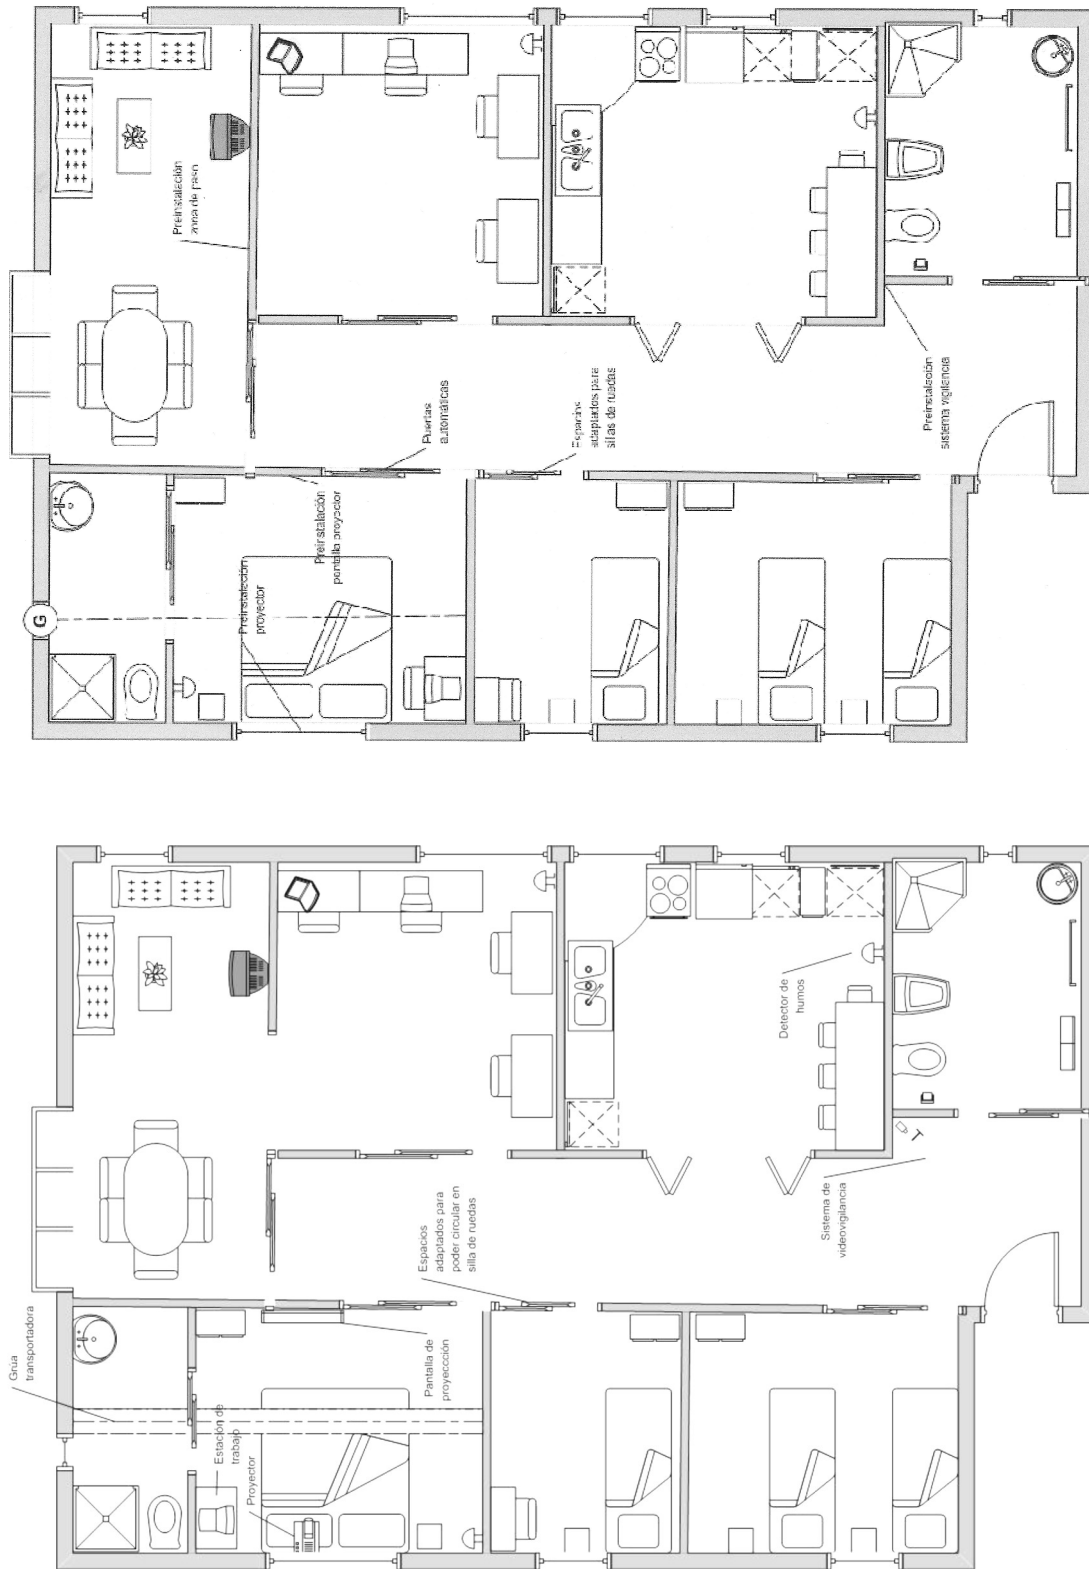 Preinstalación
zona de paso
Puertas
automáticas
Espacios
adaptados para
sillas de ruedas
Preinstalación
sistema vigilancia
Preinstalación
pantalla proyector
Preinstalación
proyector
G
Detector de
humos
Espacios
adaptados para
poder circular en
silla de ruedas
Sistema de
videovigilancia
Grúa
transportadora
Pantalla de
proyeccción
Estación de
trabajo
Proyector